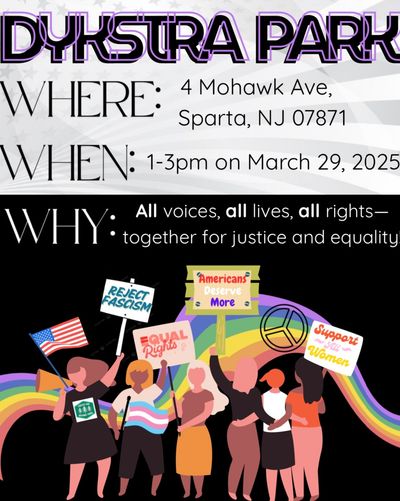 DYKSTRA PARK
WHERE: 4 Mohawk Ave,
Sparta, NJ 07871
WHEN: 1-3pm on March 29, 2025
WHY: All voices, all lives, all rights—
together for justice and equality!
REJECT
FASCISM
Americans
Deserve
More
EQUAL
Rights
Support
Women